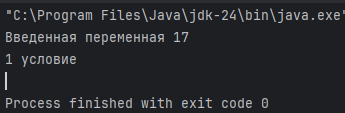 "C:\Program Files\Java\jdk-24\bin\java.exe"
Введенная переменная 17
1 условие
Process finished with exit code 0